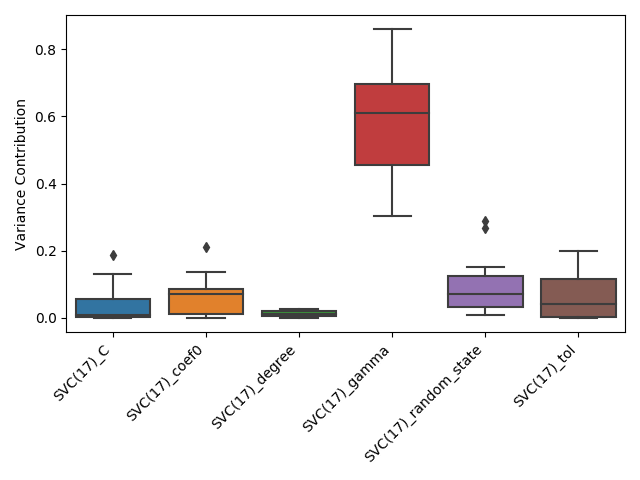 Variance Contribution
0.8
0.6
0.4
0.2
0.0
SVC(17)_C
SVC(17)_coef0
SVC(17)_degree
SVC(17)_gamma
SVC(17)_random_state
SVC(17)_tol